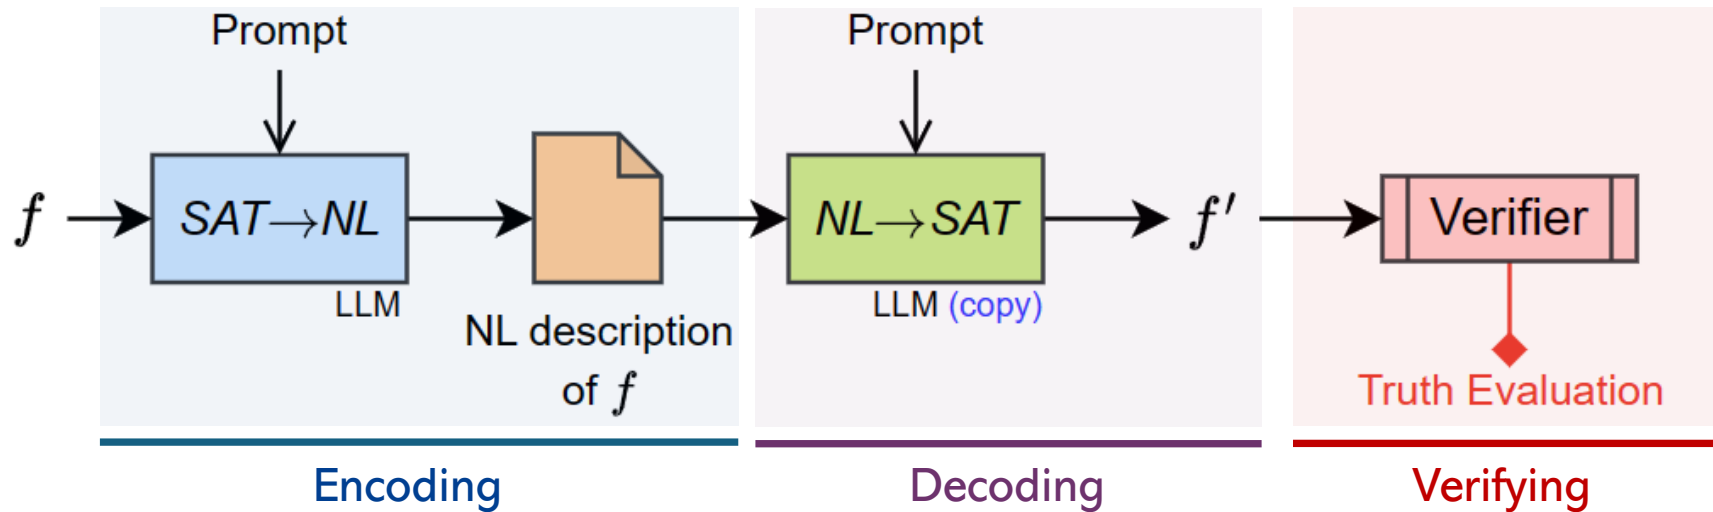 Prompt
Prompt
f
SAT→NL
NL→SAT
f′
Verifier
LLM
LLM (copy)
NL description
of f
Truth Evaluation
Encoding
Decoding
Verifying